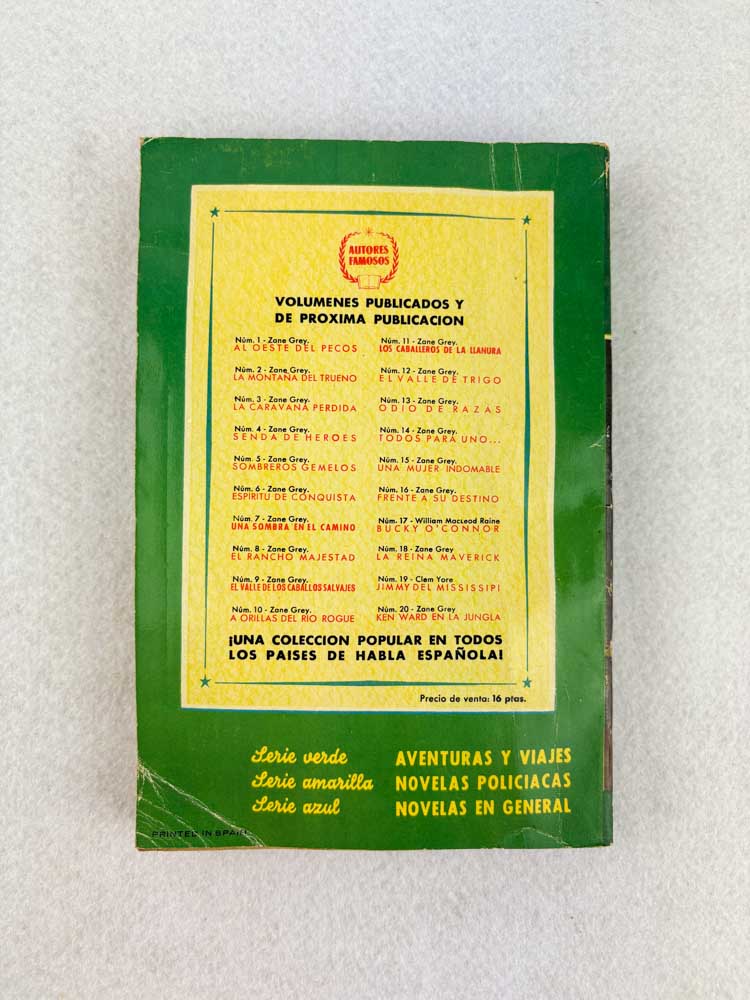 AUTORES
FAMOSOS
VOLUMENES PUBLICADOS Y
DE PROXIMA PUBLICACION
Núm. 1 - Zane Grey.
AL OESTE DEL PECOS
Núm. 2 - Zane Grey.
LA MONTAÑA DEL TRUENO
Núm. 3 - Zane Grey.
LA CARAVANA PERDIDA
Núm. 4 - Zane Grey.
SENDA DE HEROES
Núm. 5 - Zane Grey.
SOMBREROS GEMELOS
Núm. 6 - Zane Grey.
ESPIRITU DE CONQUISTA
Núm. 7 - Zane Grey.
UNA SOMBRA EN EL CAMINO
Núm. 8 - Zane Grey.
EL RANCHO MAJESTAD
Núm. 9 - Zane Grey.
EL VALLE DE LOS CABALLOS SALVAJES
Núm. 10 - Zane Grey.
A ORILLAS DEL RIO ROGUE
Núm. 11 - Zane Grey.
LOS CABALLEROS DE LA LLANURA
Núm. 12 - Zane Grey.
EL VALLE DE TRIGO
Núm. 13 - Zane Grey.
ODIO DE RAZAS
Núm. 14 - Zane Grey.
TODOS PARA UNO...
Núm. 15 - Zane Grey.
UNA MUJER INDOMABLE
Núm. 16 - Zane Grey.
FRENTE A SU DESTINO
Núm. 17 - William MacLeod Raine
BUCKY O'CONNOR
Núm. 18 - Zane Grey
LA REINA MAVERICK
Núm. 19 - Clem Yore
JIMMY DEL MISSISSIPI
Núm. 20 - Zane Grey
KEN WARD EN LA JUNGLA
¡UNA COLECCION POPULAR EN TODOS
LOS PAISES DE HABLA ESPAÑOLA!
Precio de venta: 16 ptas.
Serie verde AVENTURAS Y VIAJES
Serie amarilla NOVELAS POLICIACAS
Serie azul NOVELAS EN GENERAL
PRINTED IN SPAIN